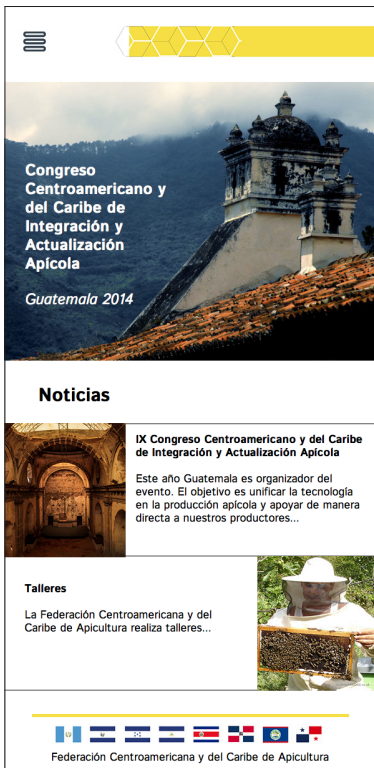 Congreso
Centroamericano y
del Caribe de
Integración y
Actualización
Apícola
Guatemala 2014
Noticias
IX Congreso Centroamericano y del Caribe
de Integración y Actualización Apícola
Este año Guatemala es organizador del
evento. El objetivo es unificar la tecnología
en la producción apícola y apoyar de manera
directa a nuestros productores...
Talleres
La Federación Centroamericana y del
Caribe de Apicultura realiza talleres...
Federación Centroamericana y del Caribe de Apicultura